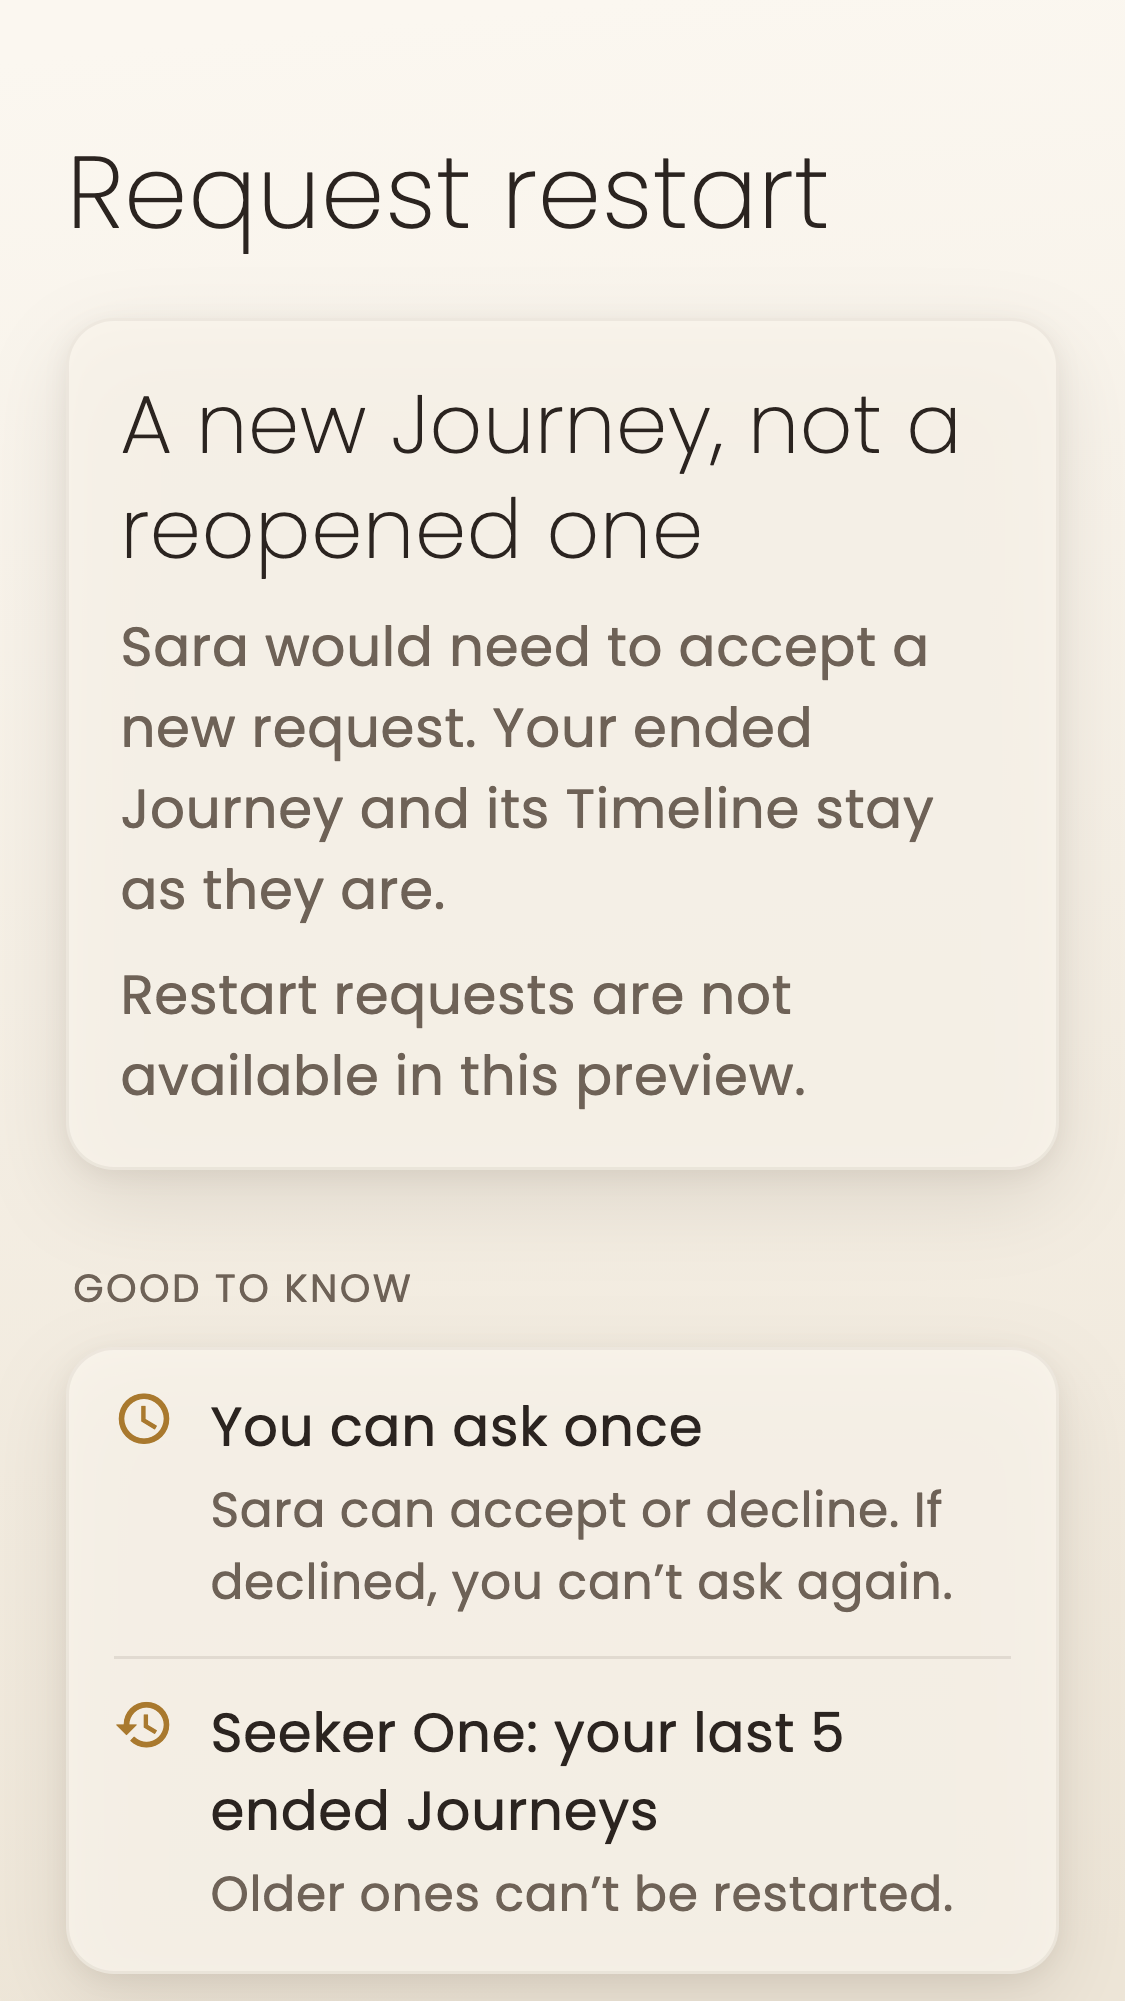 Request restart
A new Journey, not a
reopened one
Sara would need to accept a
new request. Your ended
Journey and its Timeline stay
as they are.
Restart requests are not
available in this preview.
GOOD TO KNOW
You can ask once
Sara can accept or decline. If
declined, you can’t ask again.
Seeker One: your last 5
ended Journeys
Older ones can’t be restarted.